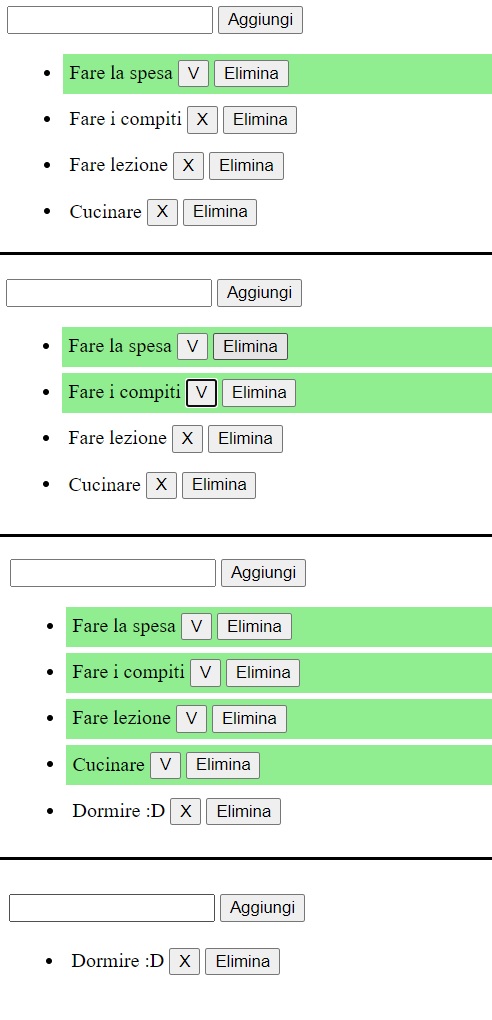 Aggiungi
Fare la spesa V Elimina
Fare i compiti X Elimina
Fare lezione X Elimina
Cucinare X Elimina
Aggiungi
Fare la spesa V Elimina
Fare i compiti V Elimina
Fare lezione X Elimina
Cucinare X Elimina
Aggiungi
Fare la spesa V Elimina
Fare i compiti V Elimina
Fare lezione V Elimina
Cucinare V Elimina
Dormire :D X Elimina
Aggiungi
Dormire :D X Elimina